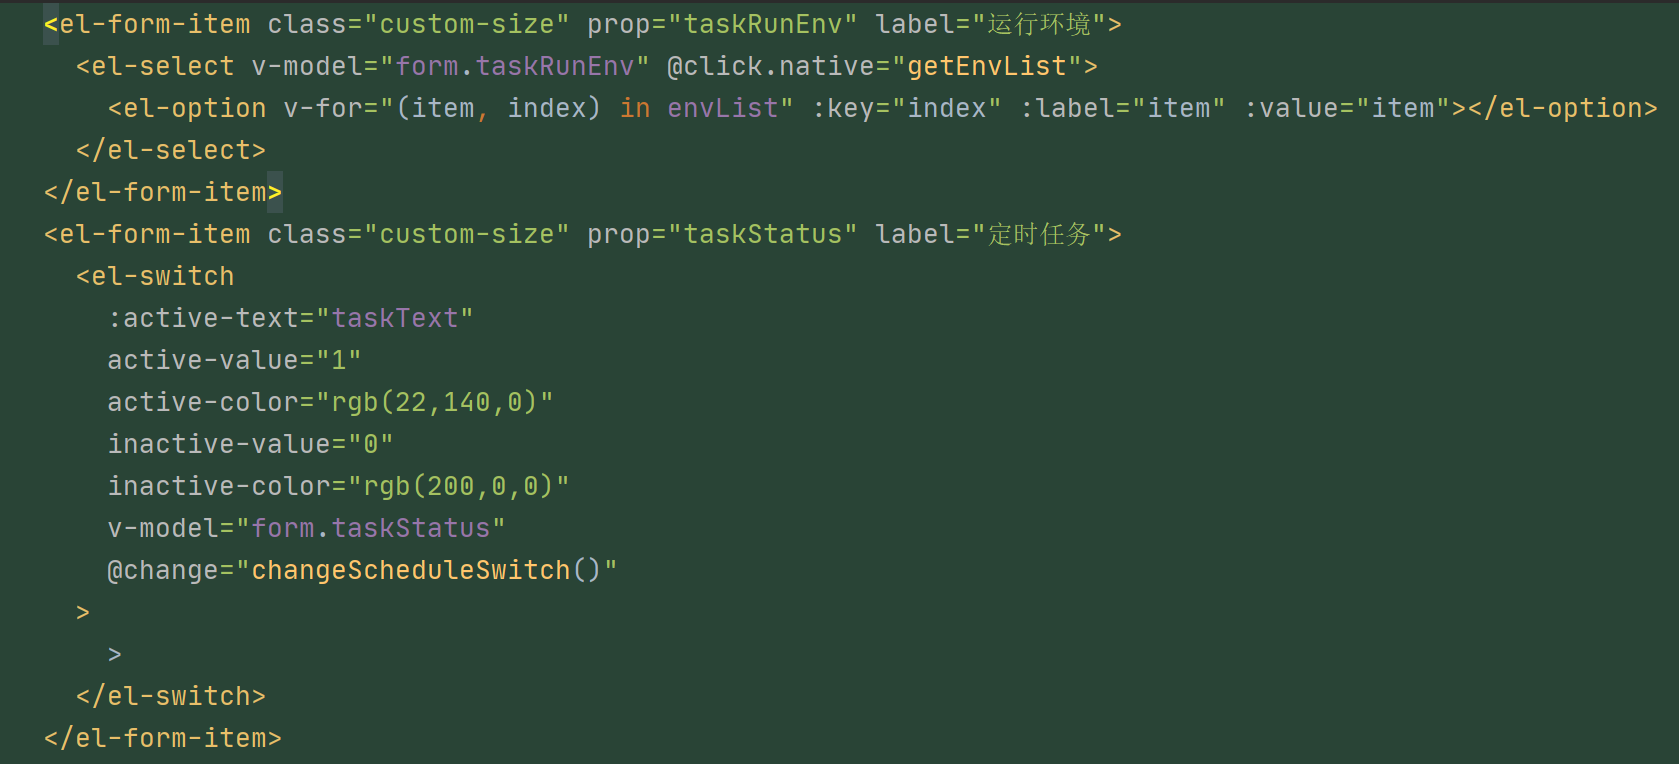 <el-form-item class="custom-size" prop="taskRunEnv" label="运行环境">
<el-select v-model="form.taskRunEnv" @click.native="getEnvList">
<el-option v-for="(item, index) in envList" :key="index" :label="item" :value="item"></el-option>
</el-select>
</el-form-item>
<el-form-item class="custom-size" prop="taskStatus" label="定时任务">
<el-switch
:active-text="taskText"
active-value="1"
active-color="rgb(22,140,0)"
inactive-value="0"
inactive-color="rgb(200,0,0)"
v-model="form.taskStatus"
@change="changeScheduleSwitch()"
>
>
</el-switch>
</el-form-item>